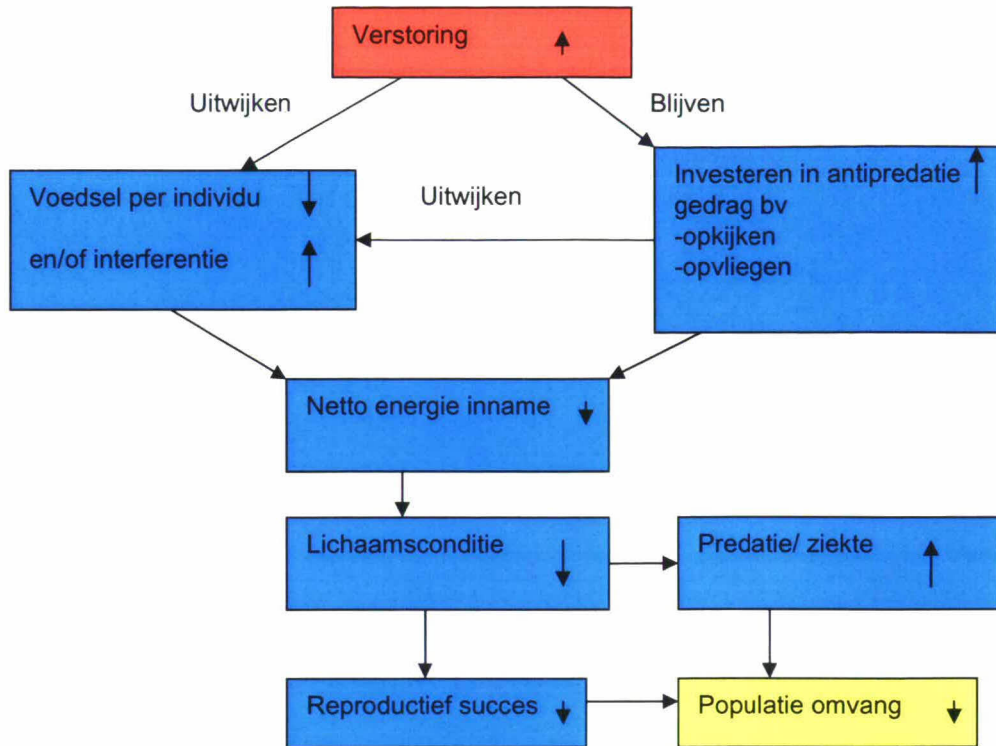 Verstoring
Uitwijken
Blijven
Voedsel per individu
en/of interferentie
Uitwijken
Investeren in antipredatie
gedrag bv
-opkijken
-opvliegen
Netto energie inname
Lichaamsconditie
Predatie/ ziekte
Reproductief succes
Populatie omvang